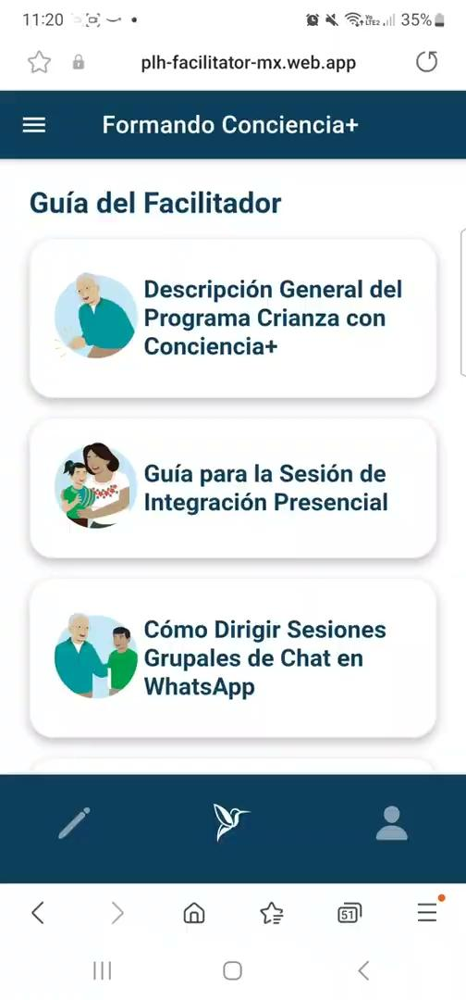 11:20
35%
plh-facilitator-mx.web.app
Formando Conciencia+
Guía del Facilitador
Descripción General del
Programa Crianza con
Conciencia+
Guía para la Sesión de
Integración Presencial
Cómo Dirigir Sesiones
Grupales de Chat en
WhatsApp
51